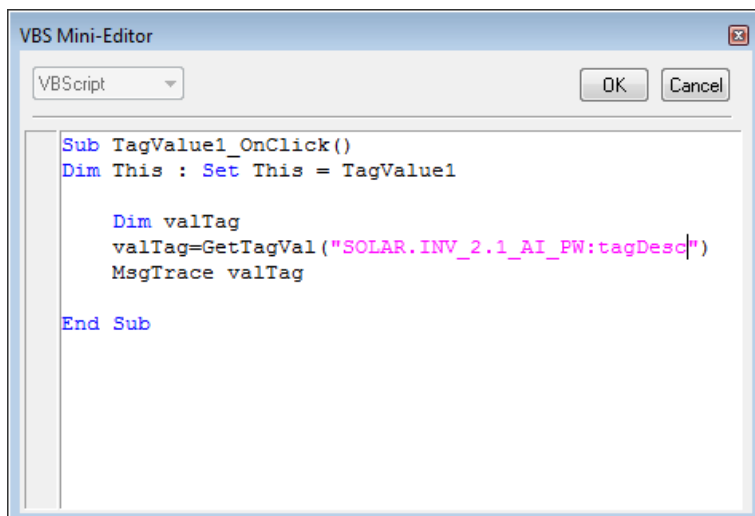 VBS Mini-Editor
VBScript
OK Cancel
Sub TagValue1_OnClick()
Dim This : Set This = TagValue1
Dim valTag
valTag=GetTagVal("SOLAR.INV_2.1_AI_PW:tagDesc")
MsgTrace valTag
End Sub